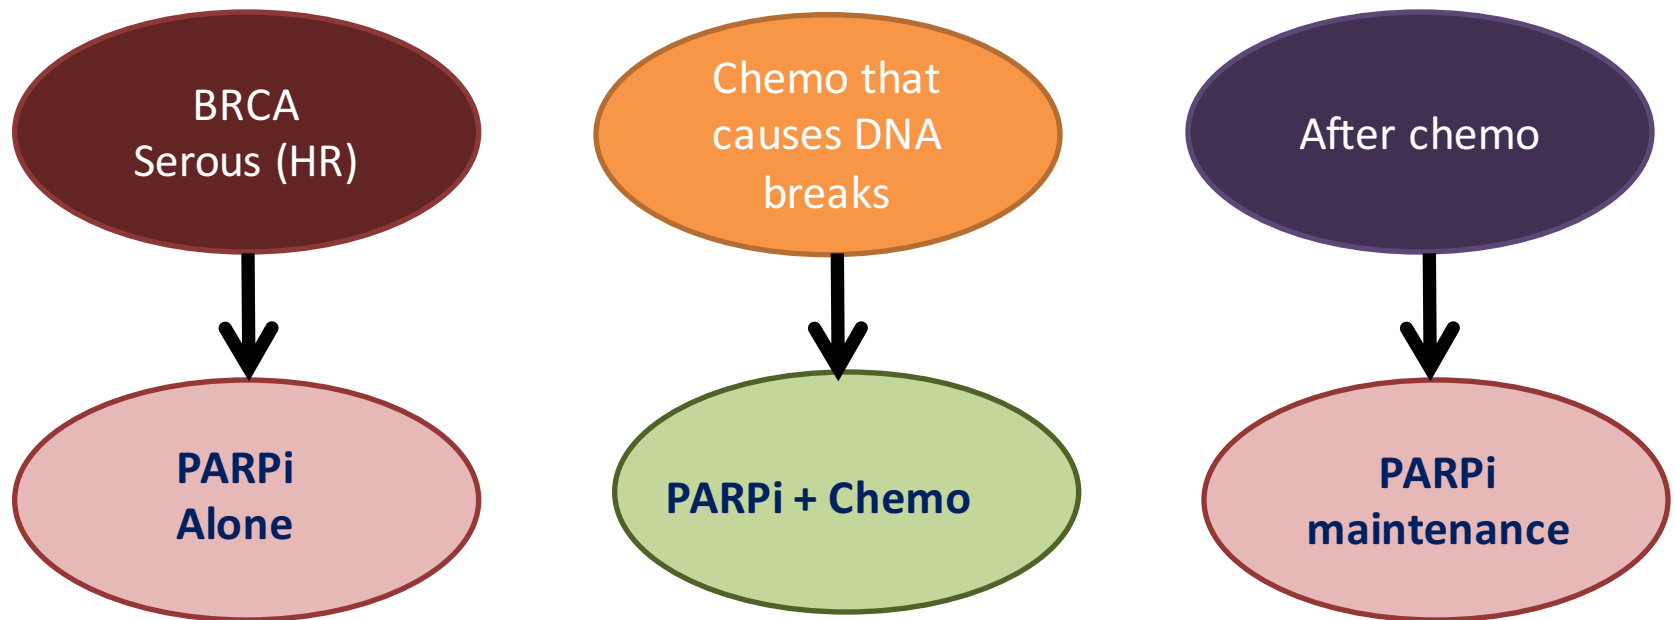 BRCA
Serous (HR)
Chemo that
causes DNA
breaks
After chemo
PARPi
Alone
PARPi + Chemo
PARPi
maintenance